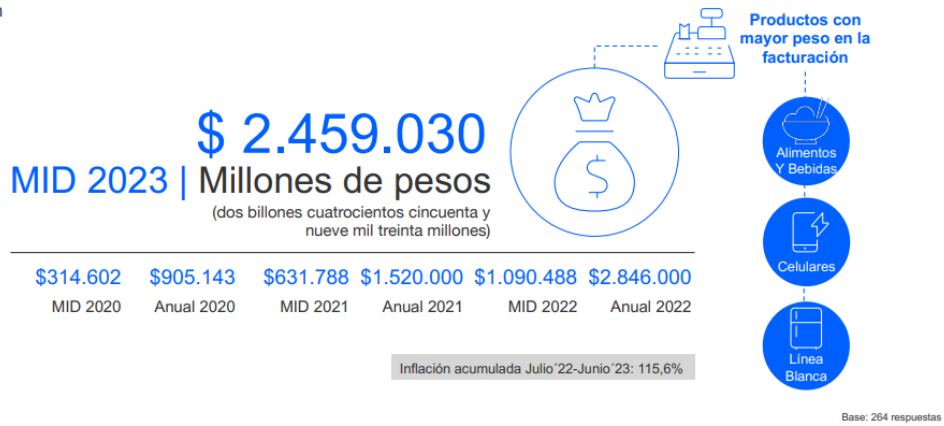 Productos con
mayor peso en la
facturación
$ 2.459.030
MID 2023 | Millones de pesos
(dos billones cuatrocientos cincuenta y
nueve mil treinta millones)
$
Alimentos
Y Bebidas
Celulares
Línea
Blanca
$314.602 $905.143 $631.788 $1.520.000 $1.090.488 $2.846.000
MID 2020 Anual 2020 MID 2021 Anual 2021 MID 2022 Anual 2022
Inflación acumulada Julio´22-Junio´23: 115,6%
Base: 264 respuestas